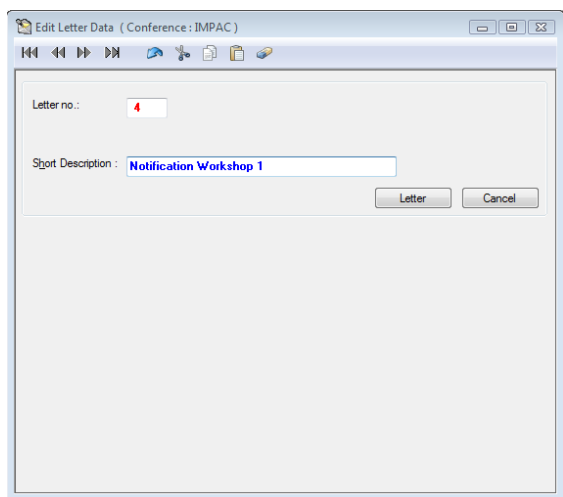 Edit Letter Data ( Conference : IMPAC )
Letter no.: 4
Short Description : Notification Workshop 1
Letter Cancel